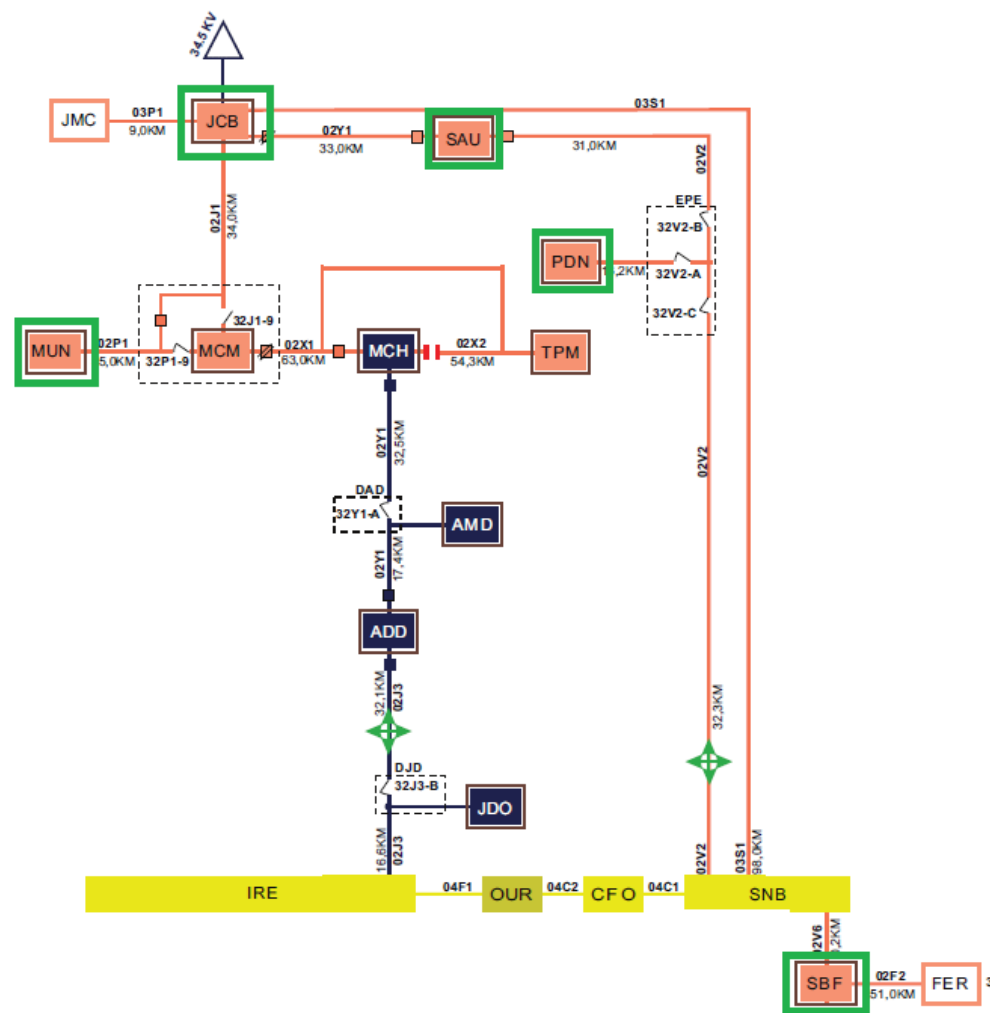 34.5 KV
JMC
03P1
9,0KM
JCB
03S1
02Y1
33,0KM
SAU
31,0KM
02V2
02J1
34,0KM
EPE
32V2-B
PDN
32V2-A
32V2-C
MUN
02P1
5,0KM
32P1-9
32J1-9
MCM
02X1
63,0KM
MCH
02X2
54,3KM
TPM
02Y1
32,5KM
DAD
32Y1-A
AMD
02Y1
17,4KM
02V2
ADD
32,1KM
02J3
32,3KM
DJD
32J3-B
JDO
16,6KM
02J3
02V2
03S1
98,0KM
IRE
04F1
OUR
04C2
CFO
04C1
SNB
02V6
SBF
02F2
51,0KM
FER